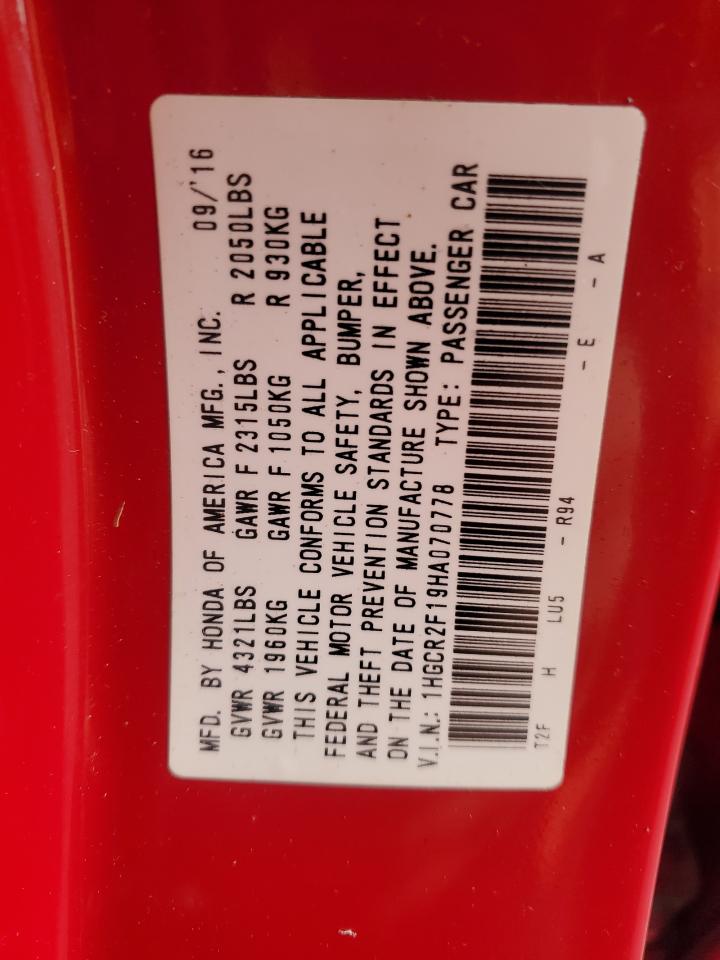 MFD. BY HONDA OF AMERICA MFG., INC. 09/'16
GVWR 4321LBS GAWR F 2315LBS R 2050LBS
GVWR 1960KG GAWR F 1050KG R 930KG
THIS VEHICLE CONFORMS TO ALL APPLICABLE
FEDERAL MOTOR VEHICLE SAFETY, BUMPER,
AND THEFT PREVENTION STANDARDS IN EFFECT
ON THE DATE OF MANUFACTURE SHOWN ABOVE.
V.I.N.: 1HGCR2F19HA070778 TYPE: PASSENGER CAR
T2F H LU5 - R94 - E - A